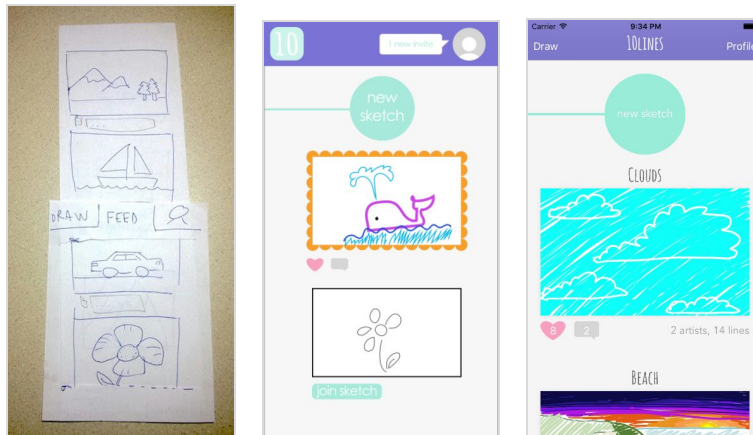 DRAW FEED
10
1 new invite
new
sketch
join sketch
Carrier 9:34 PM
Draw 10LINES Profile
new sketch
CLOUDS
8 2 2 artists, 14 lines
BEACH